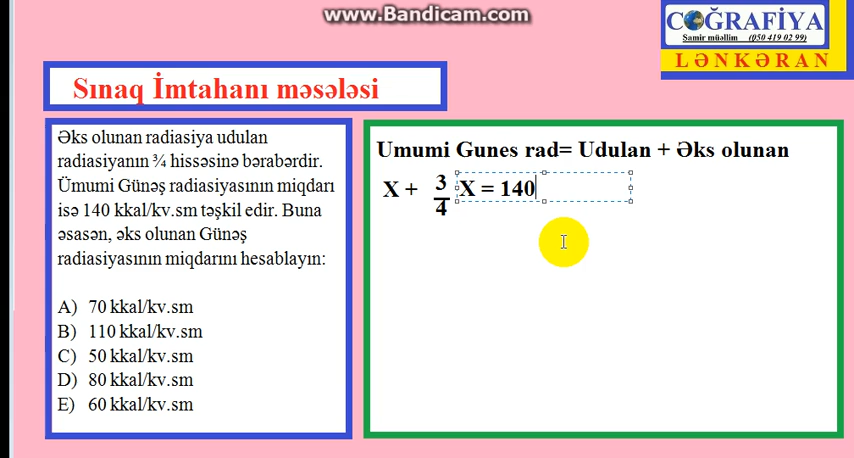 www.Bandicam.com
COĞRAFİYA
Samir müəllim (050 419 02 99)
LƏNKƏRAN
Sınaq İmtahanı məsələsi
Əks olunan radiasiya udulan
radiasiyanın ¾ hissəsinə bərabərdir.
Ümumi Günəş radiasiyasının miqdarı
isə 140 kkal/kv.sm təşkil edir. Buna
əsasən, əks olunan Günəş
radiasiyasının miqdarını hesablayın:
A) 70 kkal/kv.sm
B) 110 kkal/kv.sm
C) 50 kkal/kv.sm
D) 80 kkal/kv.sm
E) 60 kkal/kv.sm
Umumi Gunes rad= Udulan + Əks olunan
X + 3/4 X = 140